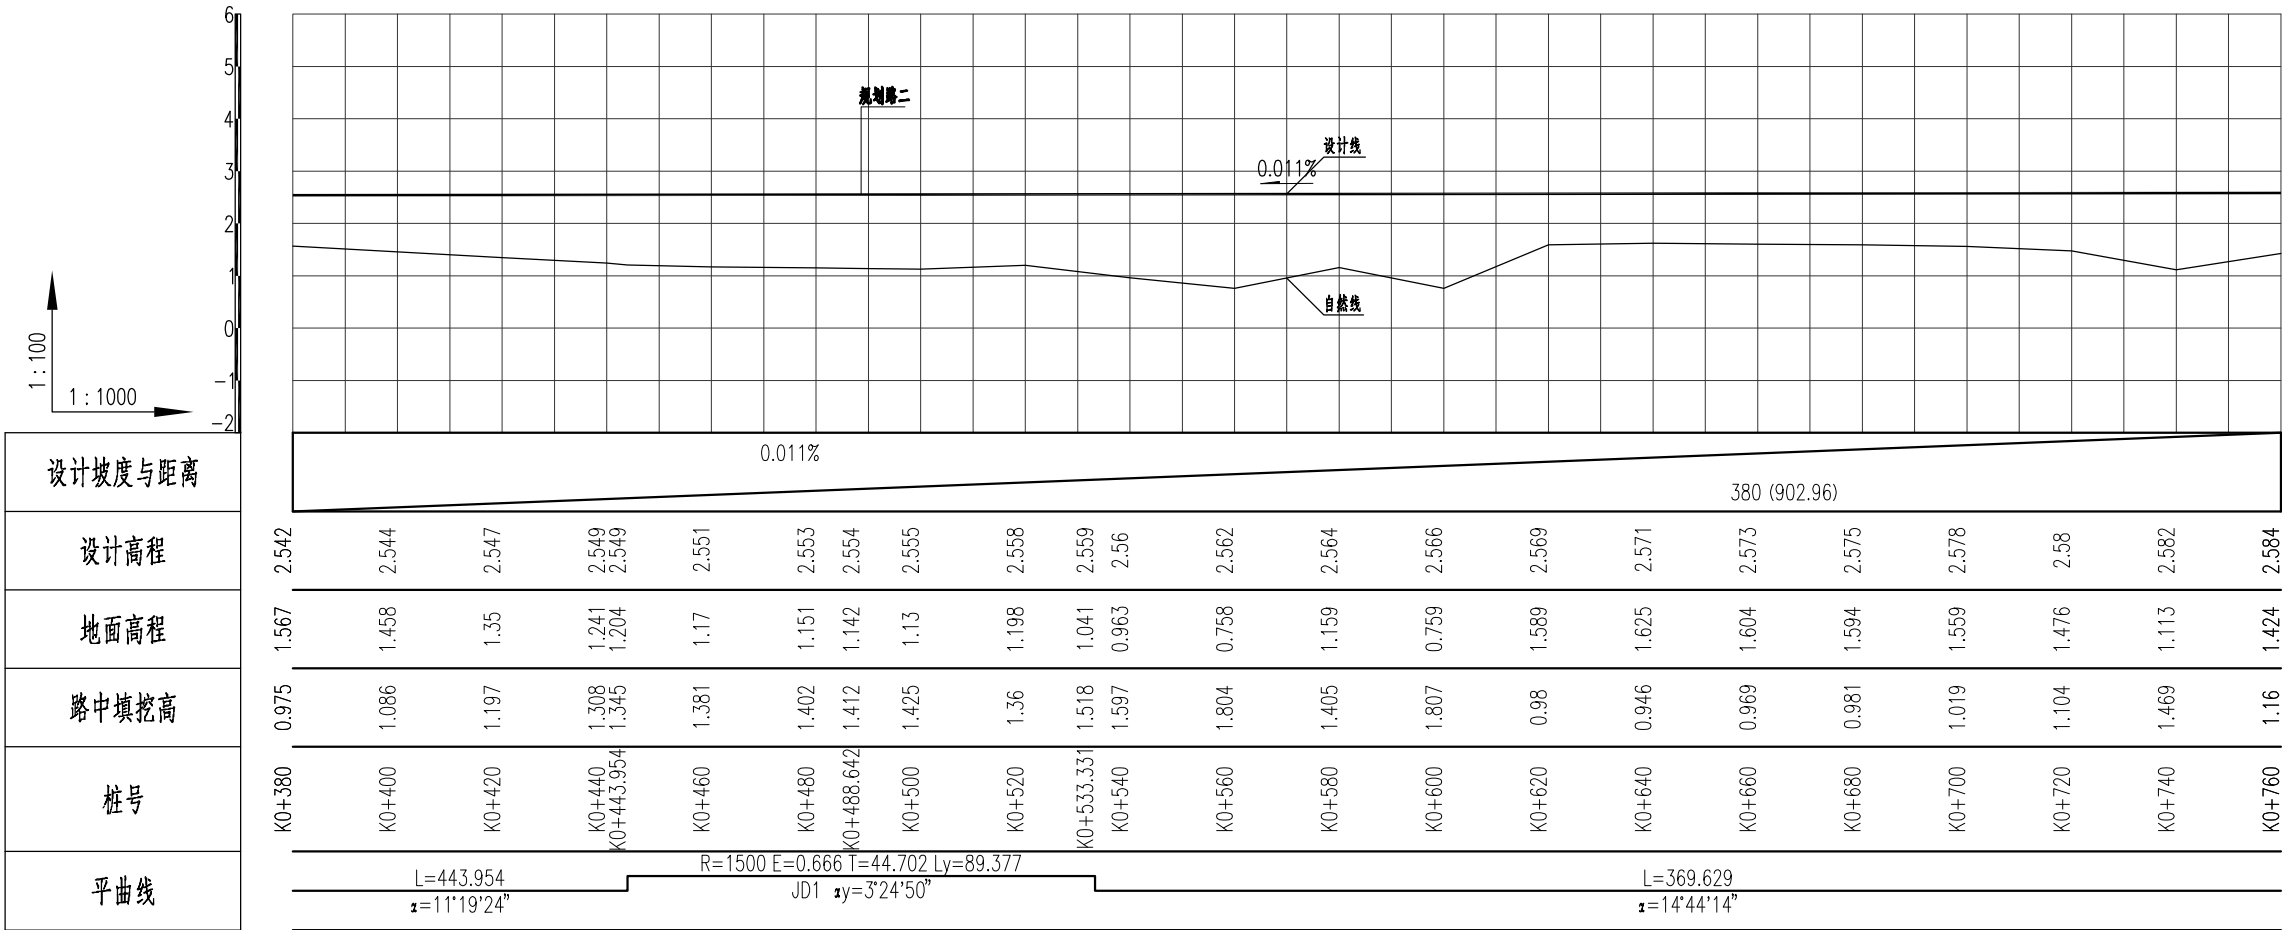 6
5
4
3
2
1
0
-1
-2
规划路二
设计线
0.011%
自然线
1:100
1:1000
设计坡度与距离
0.011%
380 (902.96)
设计高程
2.542 2.544 2.547 2.549 2.549 2.551 2.553 2.554 2.555 2.558 2.559 2.56 2.562 2.564 2.566 2.569 2.571 2.573 2.575 2.578 2.58 2.582 2.584
地面高程
1.567 1.458 1.35 1.241 1.204 1.17 1.151 1.142 1.13 1.198 1.041 0.963 0.758 1.159 0.759 1.589 1.625 1.604 1.594 1.559 1.476 1.113 1.424
路中填挖高
0.975 1.086 1.197 1.308 1.345 1.381 1.402 1.412 1.425 1.36 1.518 1.597 1.804 1.405 1.807 0.98 0.946 0.969 0.981 1.019 1.104 1.469 1.16
桩号
K0+380 K0+400 K0+420 K0+440 K0+443.954 K0+460 K0+480 K0+488.642 K0+500 K0+520 K0+533.331 K0+540 K0+560 K0+580 K0+600 K0+620 K0+640 K0+660 K0+680 K0+700 K0+720 K0+740 K0+760
平曲线
L=443.954
α=11°19'24"
R=1500 E=0.666 T=44.702 Ly=89.377
JD1 αy=3°24'50"
L=369.629
α=14°44'14"